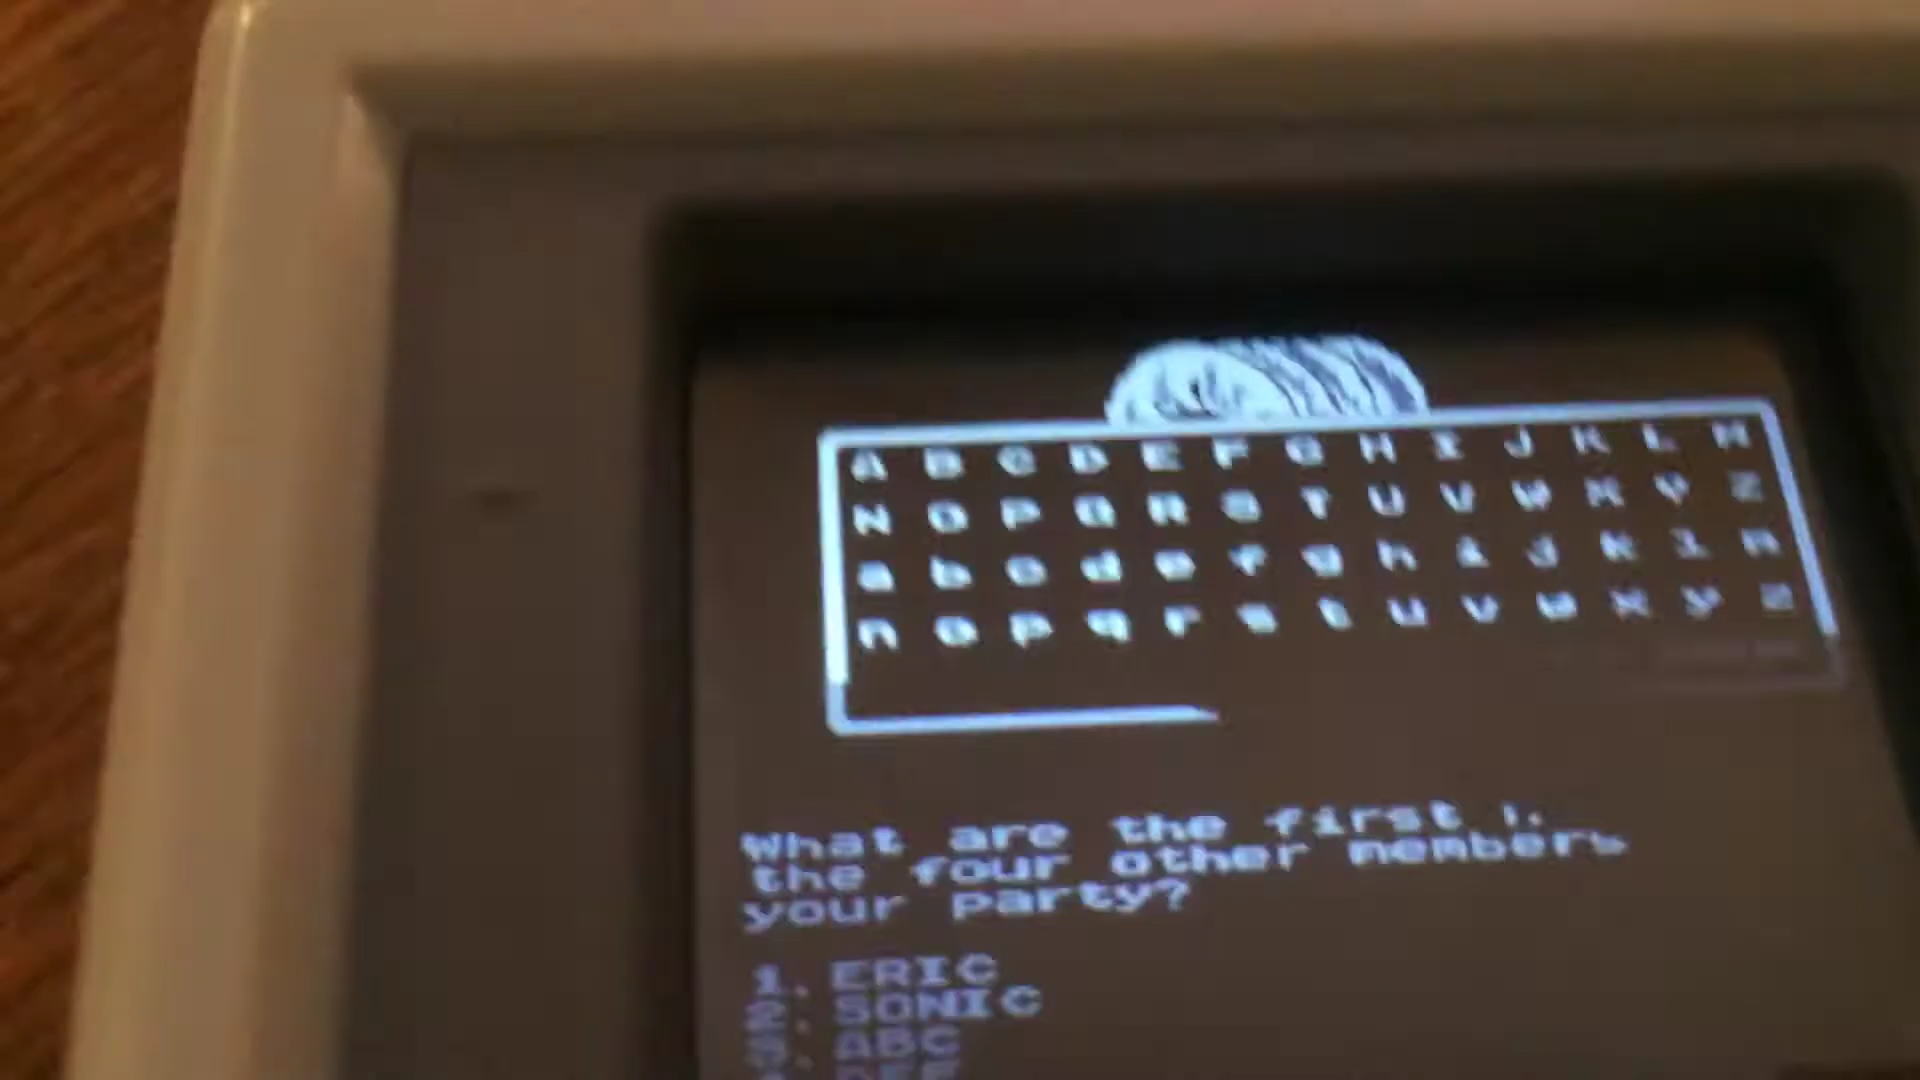 A B C D E F G H I J K L M
N O P Q R S T U V W X Y Z
a b c d e f g h i j k l m
n o p q r s t u v w x y z
What are the first
the four other members
your party?
1. ERIC
2. SONIC
3. ABC